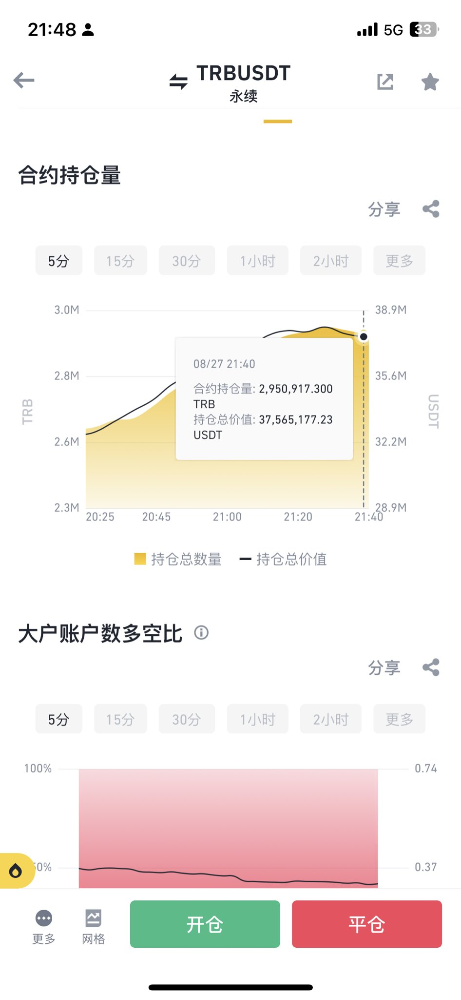 21:48
5G 33
TRBUSDT
永续
合约持仓量
分享
5分 15分 30分 1小时 2小时 更多
3.0M 38.9M
2.8M 35.6M
2.6M 32.2M
2.3M 28.9M
TRB
USDT
08/27 21:40
合约持仓量: 2,950,917.300
TRB
持仓总价值: 37,565,177.23
USDT
20:25 20:45 21:00 21:20 21:40
持仓总数量 持仓总价值
大户账户数多空比
分享
5分 15分 30分 1小时 2小时 更多
100% 0.74
0% 0.37
更多 网格 开仓 平仓